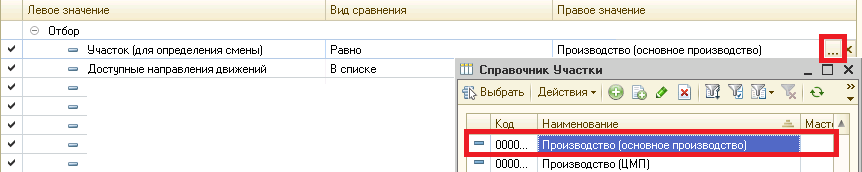 Левое значение Вид сравнения Правое значение
Отбор
Участок (для определения смены) Равно Производство (основное производство) ...
Доступные направления движений В списке
Справочник Участки
Выбрать Действия
Код Наименование Масте
0000... Производство (основное производство)
0000... Производство (ЦМП)